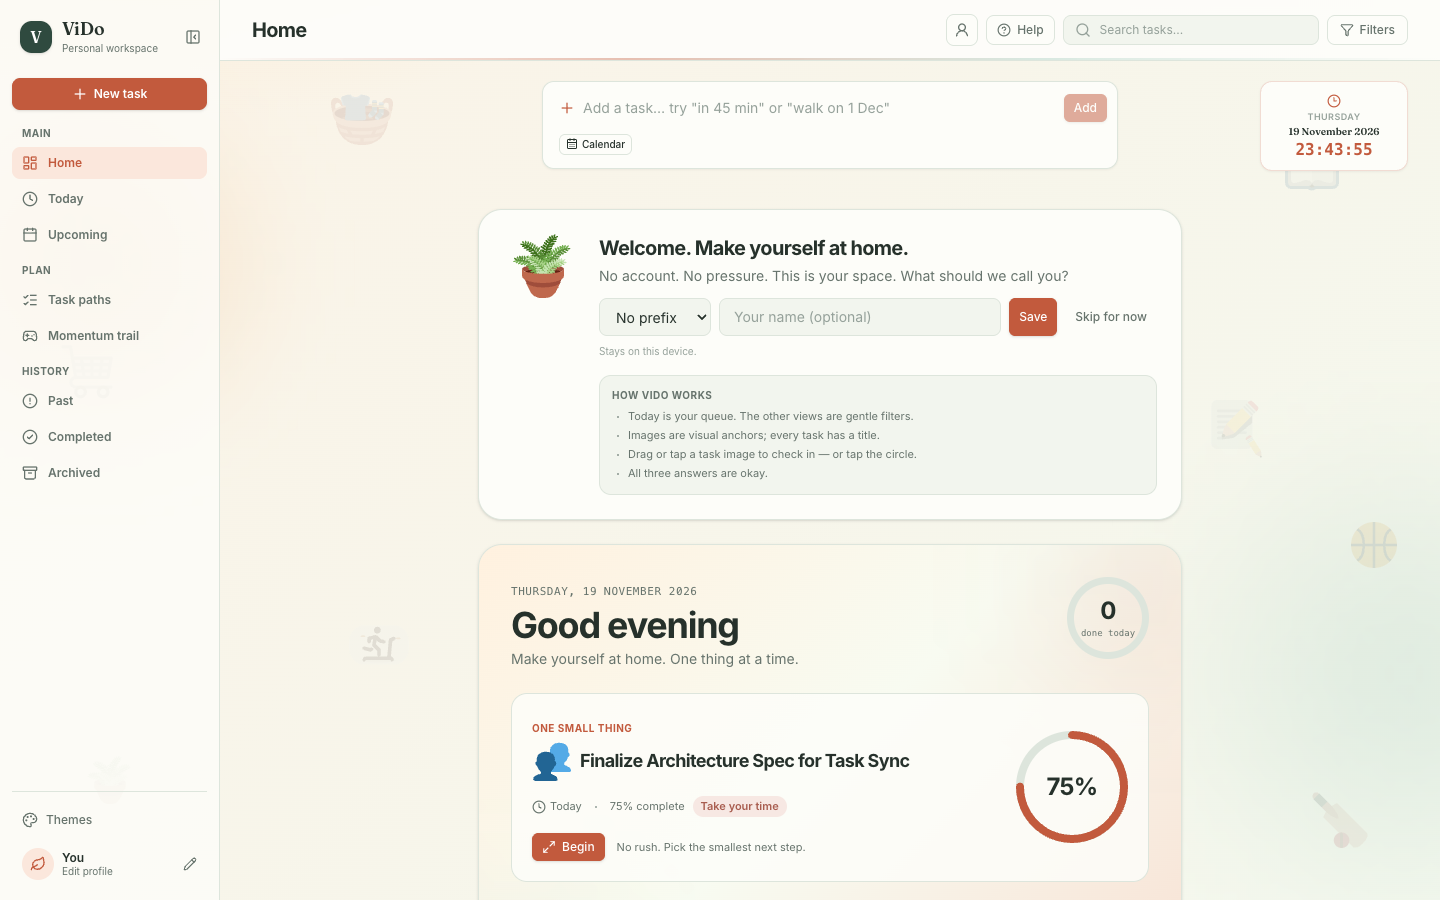 V
ViDo
Personal workspace
New task
MAIN
Home
Today
Upcoming
PLAN
Task paths
Momentum trail
HISTORY
Past
Completed
Archived
Themes
You
Edit profile
Home
Help
Search tasks...
Filters
Add a task... try "in 45 min" or "walk on 1 Dec"
Add
Calendar
THURSDAY
19 November 2026
23:43:55
Welcome. Make yourself at home.
No account. No pressure. This is your space. What should we call you?
No prefix
Your name (optional)
Save
Skip for now
Stays on this device.
HOW VIDO WORKS
· Today is your queue. The other views are gentle filters.
· Images are visual anchors; every task has a title.
· Drag or tap a task image to check in — or tap the circle.
· All three answers are okay.
THURSDAY, 19 NOVEMBER 2026
Good evening
Make yourself at home. One thing at a time.
0
done today
ONE SMALL THING
Finalize Architecture Spec for Task Sync
Today · 75% complete Take your time
Begin
No rush. Pick the smallest next step.
75%